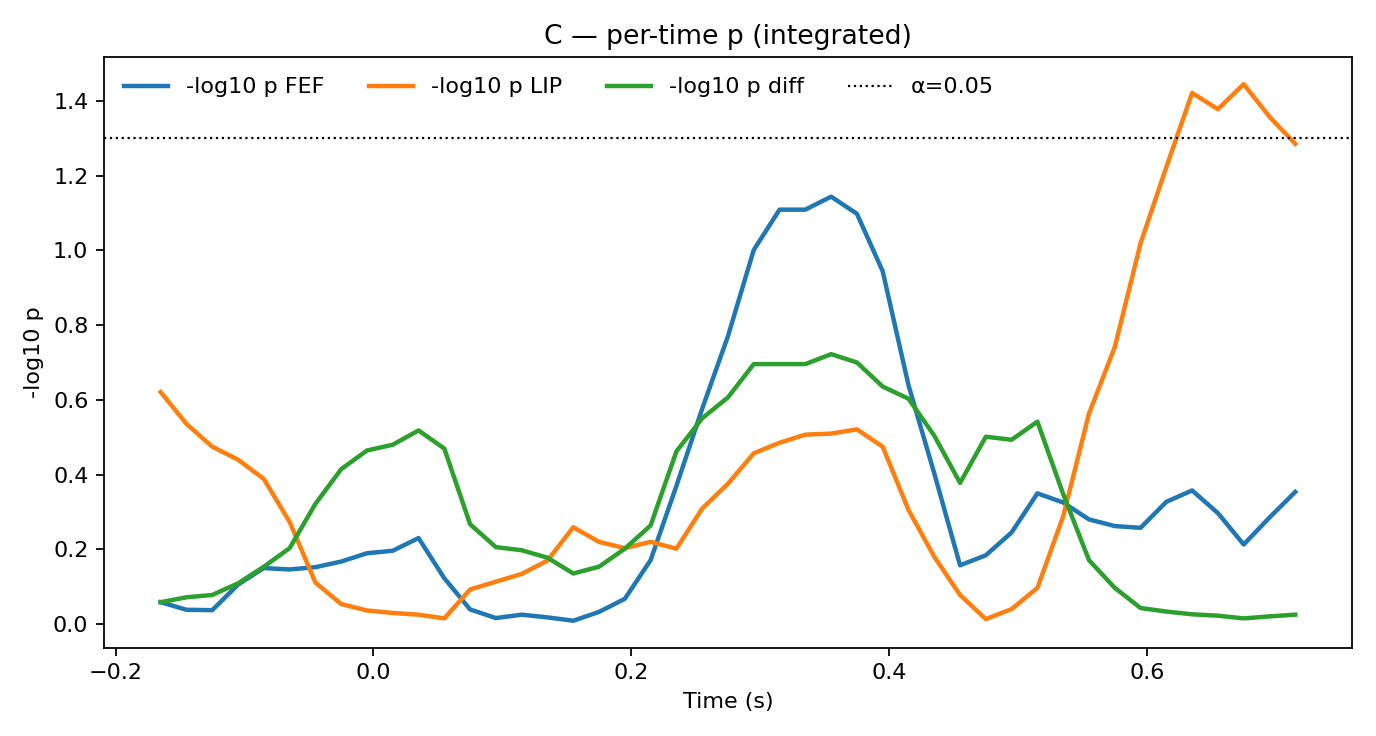 C — per-time p (integrated)
-log10 p FEF -log10 p LIP -log10 p diff α=0.05
1.4
1.2
1.0
0.8
0.6
0.4
0.2
0.0
-log10 p
−0.2 0.0 0.2 0.4 0.6
Time (s)